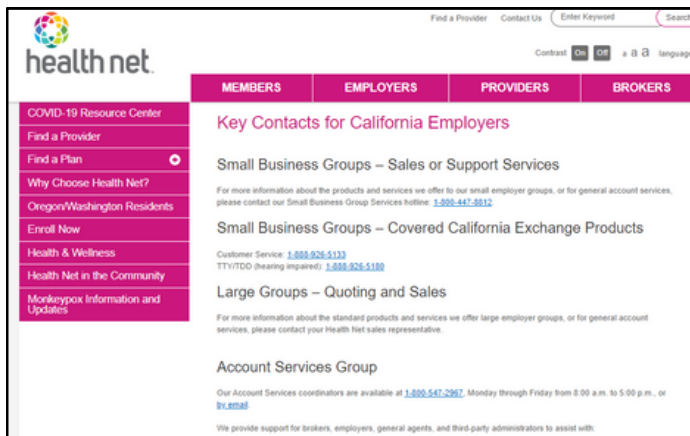 Find a Provider Contact Us Enter Keyword Search
health net
Contrast On Off a a a language
MEMBERS EMPLOYERS PROVIDERS BROKERS
COVID-19 Resource Center
Find a Provider
Find a Plan
Why Choose Health Net?
Oregon/Washington Residents
Enroll Now
Health & Wellness
Health Net in the Community
Monkeypox Information and
Updates
Key Contacts for California Employers
Small Business Groups – Sales or Support Services
For more information about the products and services we offer to our small employer groups, or for general account services,
please contact our Small Business Group Services hotline: 1-800-447-8812.
Small Business Groups – Covered California Exchange Products
Customer Service: 1-888-926-5133
TTY/TDD (hearing impaired): 1-888-926-5180
Large Groups – Quoting and Sales
For more information about the standard products and services we offer large employer groups, or for general account
services, please contact your Health Net sales representative.
Account Services Group
Our Account Services coordinators are available at 1-800-547-2967, Monday through Friday from 8:00 a.m. to 5:00 p.m., or
by email.
We provide support for brokers, employers, general agents, and third-party administrators to assist with: